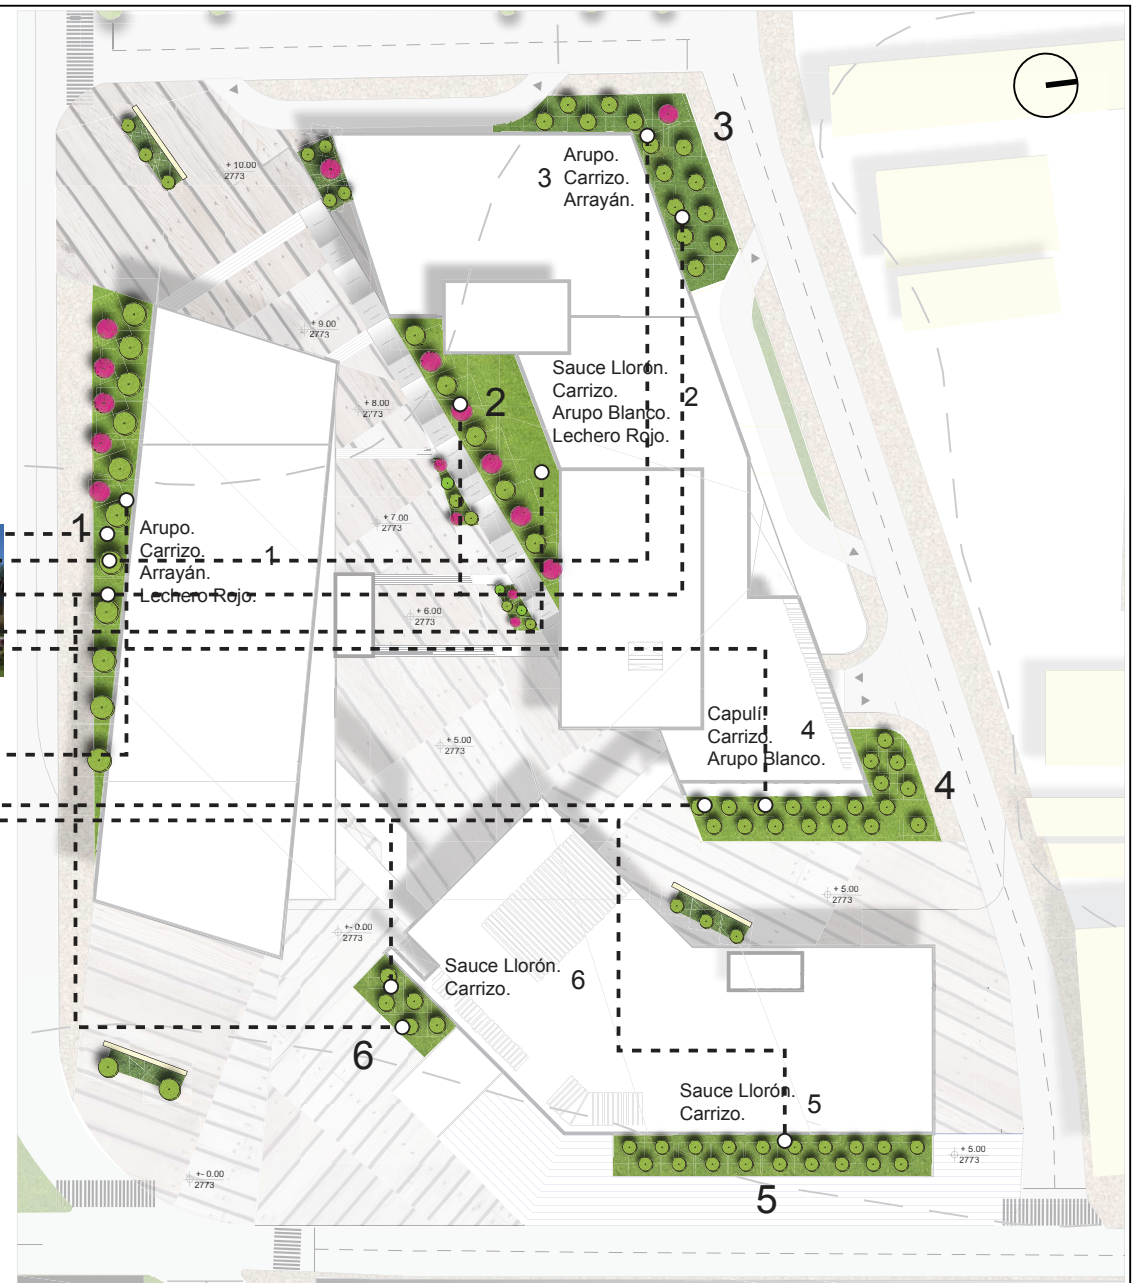 3
Arupo.
Carrizo.
Arrayán.
3
+ 10.00
2773
+ 9.00
2773
Sauce Llorón.
Carrizo.
Arupo Blanco.
Lechero Rojo.
2
2
+ 8.00
2773
+ 7.00
2773
1
Arupo.
Carrizo.
Arrayán.
Lechero Rojo.
1
+ 6.00
2773
Capulí.
Carrizo.
Arupo Blanco.
4
+ 5.00
2773
4
+ 5.00
2773
+- 0.00
2773
Sauce Llorón.
Carrizo.
6
6
Sauce Llorón.
Carrizo.
5
+ 5.00
2773
+- 0.00
2773
5